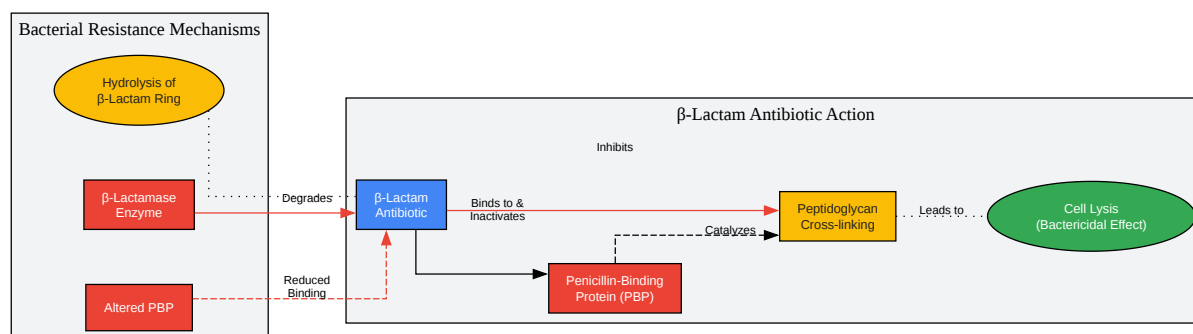 Bacterial Resistance Mechanisms
Hydrolysis of
β-Lactam Ring
β-Lactamase
Enzyme
Altered PBP
Degrades
Reduced
Binding
β-Lactam Antibiotic Action
Inhibits
β-Lactam
Antibiotic
Binds to &
Inactivates
Catalyzes
Penicillin-Binding
Protein (PBP)
Peptidoglycan
Cross-linking
Leads to
Cell Lysis
(Bactericidal Effect)